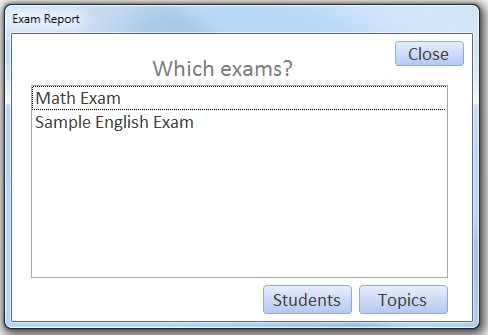 Exam Report
Close
Which exams?
Math Exam
Sample English Exam
Students
Topics